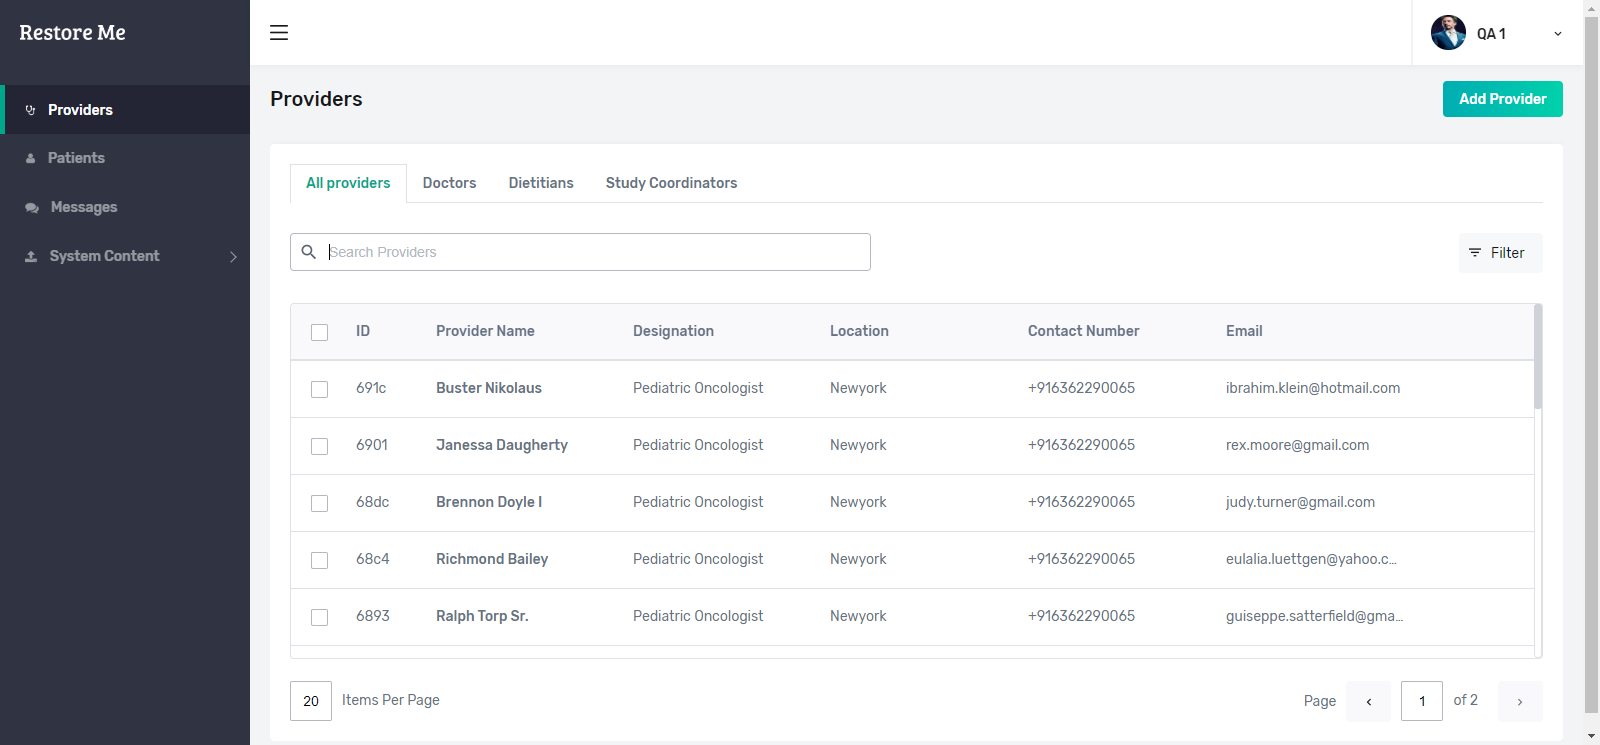 Restore Me
QA 1
Providers
Patients
Messages
System Content
Providers
Add Provider
All providers Doctors Dietitians Study Coordinators
Search Providers
Filter
ID Provider Name Designation Location Contact Number Email
691c Buster Nikolaus Pediatric Oncologist Newyork +916362290065 ibrahim.klein@hotmail.com
6901 Janessa Daugherty Pediatric Oncologist Newyork +916362290065 rex.moore@gmail.com
68dc Brennon Doyle I Pediatric Oncologist Newyork +916362290065 judy.turner@gmail.com
68c4 Richmond Bailey Pediatric Oncologist Newyork +916362290065 eulalia.luettgen@yahoo.c...
6893 Ralph Torp Sr. Pediatric Oncologist Newyork +916362290065 guiseppe.satterfield@gma...
20 Items Per Page
Page 1 of 2